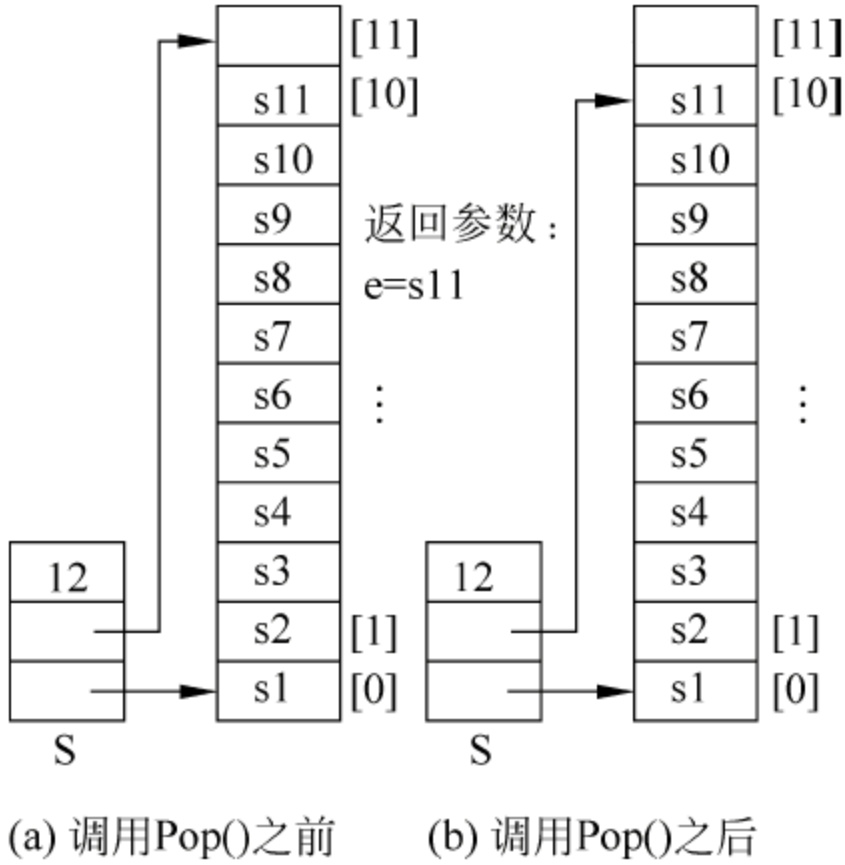 [11]
s11 [10]
s10
s9
s8
s7
s6
⋮
s5
s4
s3
s2 [1]
s1 [0]
12
S
返回参数：
e=s11
[11]
s11 [10]
s10
s9
s8
s7
s6
⋮
s5
s4
s3
s2 [1]
s1 [0]
12
S
(a) 调用Pop()之前
(b) 调用Pop()之后